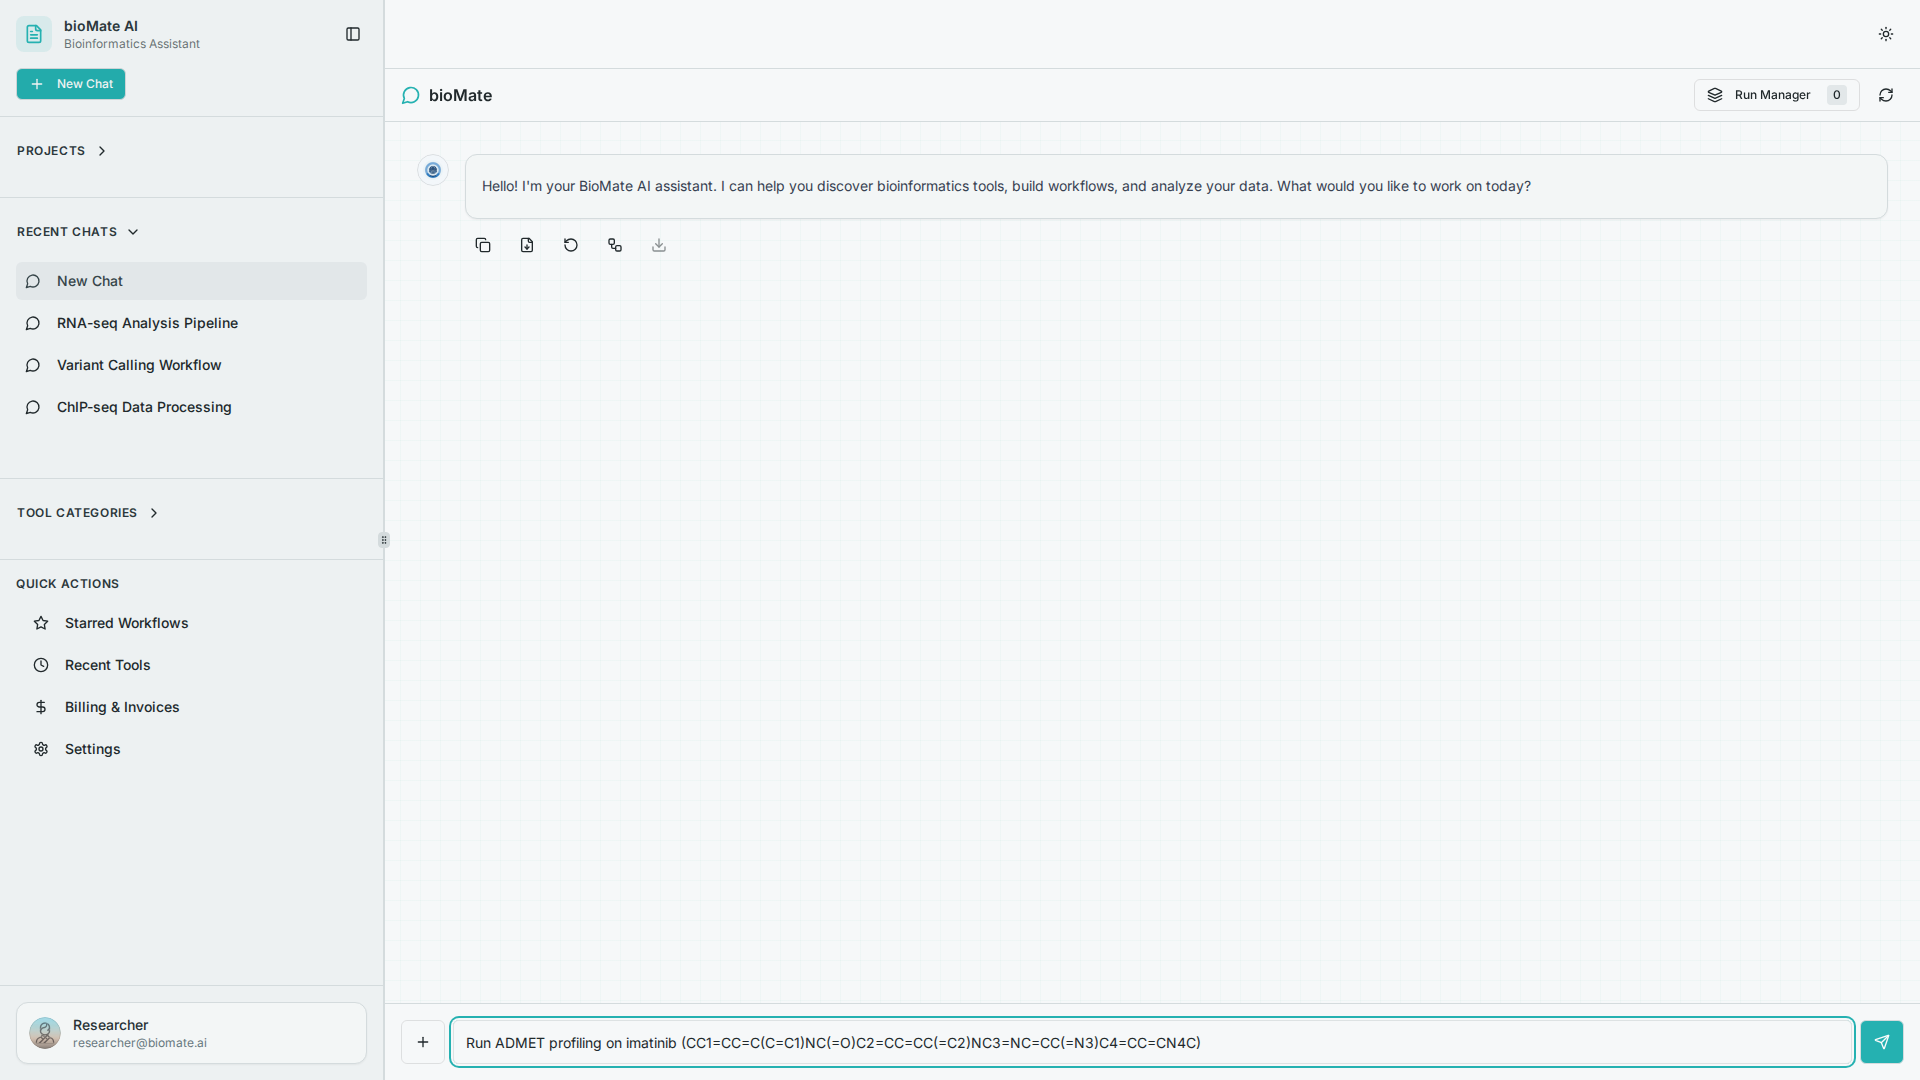 bioMate AI
Bioinformatics Assistant
New Chat
PROJECTS
RECENT CHATS
New Chat
RNA-seq Analysis Pipeline
Variant Calling Workflow
ChIP-seq Data Processing
TOOL CATEGORIES
QUICK ACTIONS
Starred Workflows
Recent Tools
Billing & Invoices
Settings
Researcher
researcher@biomate.ai
bioMate
Run Manager 0
Hello! I'm your BioMate AI assistant. I can help you discover bioinformatics tools, build workflows, and analyze your data. What would you like to work on today?
Run ADMET profiling on imatinib (CC1=CC=C(C=C1)NC(=O)C2=CC=CC(=C2)NC3=NC=CC(=N3)C4=CC=CN4C)